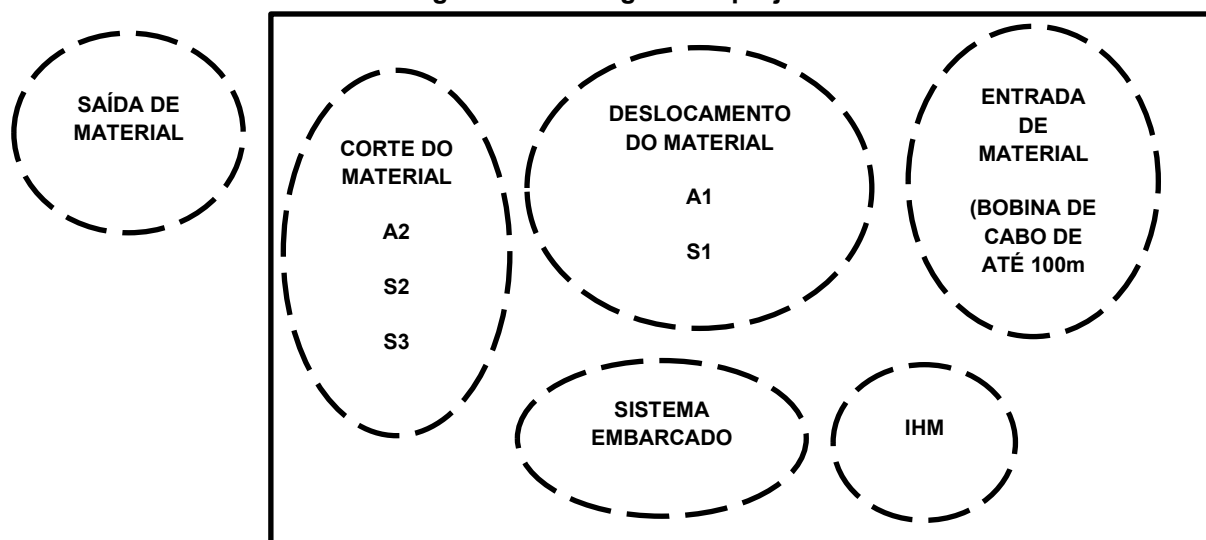 SAÍDA DE
MATERIAL
CORTE DO
MATERIAL
A2
S2
S3
DESLOCAMENTO
DO MATERIAL
A1
S1
ENTRADA
DE
MATERIAL
(BOBINA DE
CABO DE
ATÉ 100m
SISTEMA
EMBARCADO
IHM